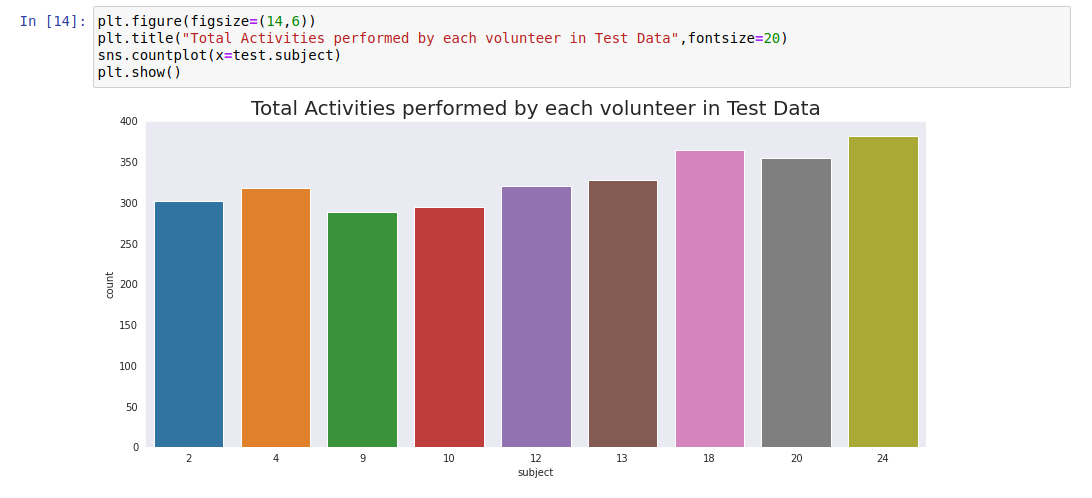 In [14]:
plt.figure(figsize=(14,6))
plt.title("Total Activities performed by each volunteer in Test Data",fontsize=20)
sns.countplot(x=test.subject)
plt.show()
Total Activities performed by each volunteer in Test Data
400
350
300
250
200
150
100
50
0
count
2 4 9 10 12 13 18 20 24
subject